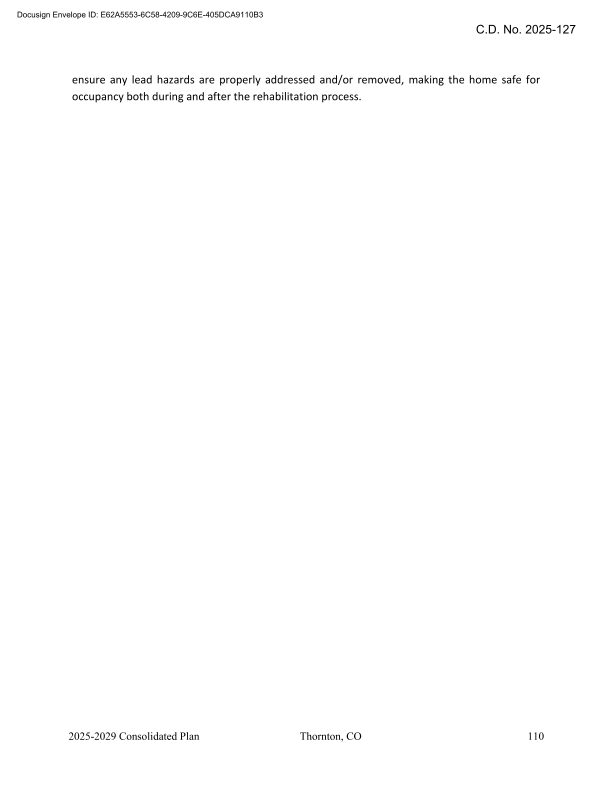 Docusign Envelope ID: E62A5553-6C58-4209-9C6E-405DCA9110B3
C.D. No. 2025-127
ensure any lead hazards are properly addressed and/or removed, making the home safe for
occupancy both during and after the rehabilitation process.
2025-2029 Consolidated Plan Thornton, CO 110